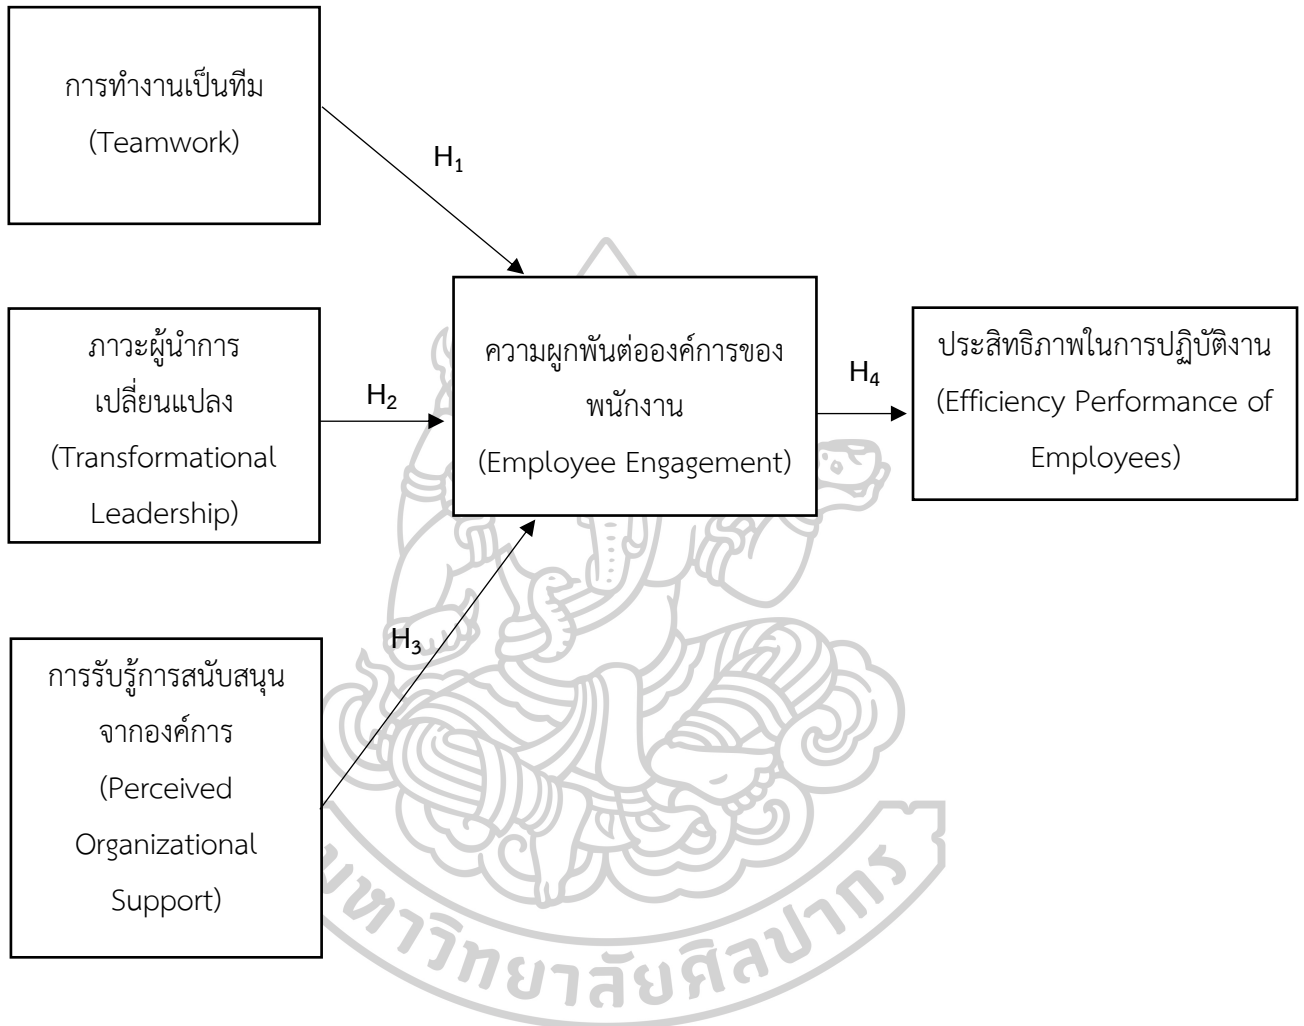 การทำงานเป็นทีม
(Teamwork)
H₁
ภาวะผู้นำการ
เปลี่ยนแปลง
(Transformational
Leadership)
H₂
การรับรู้การสนับสนุน
จากองค์การ
(Perceived
Organizational
Support)
H₃
ความผูกพันต่อองค์การของ
พนักงาน
(Employee Engagement)
H₄
ประสิทธิภาพในการปฏิบัติงาน
(Efficiency Performance of
Employees)
มหาวิทยาลัยศิลปากร